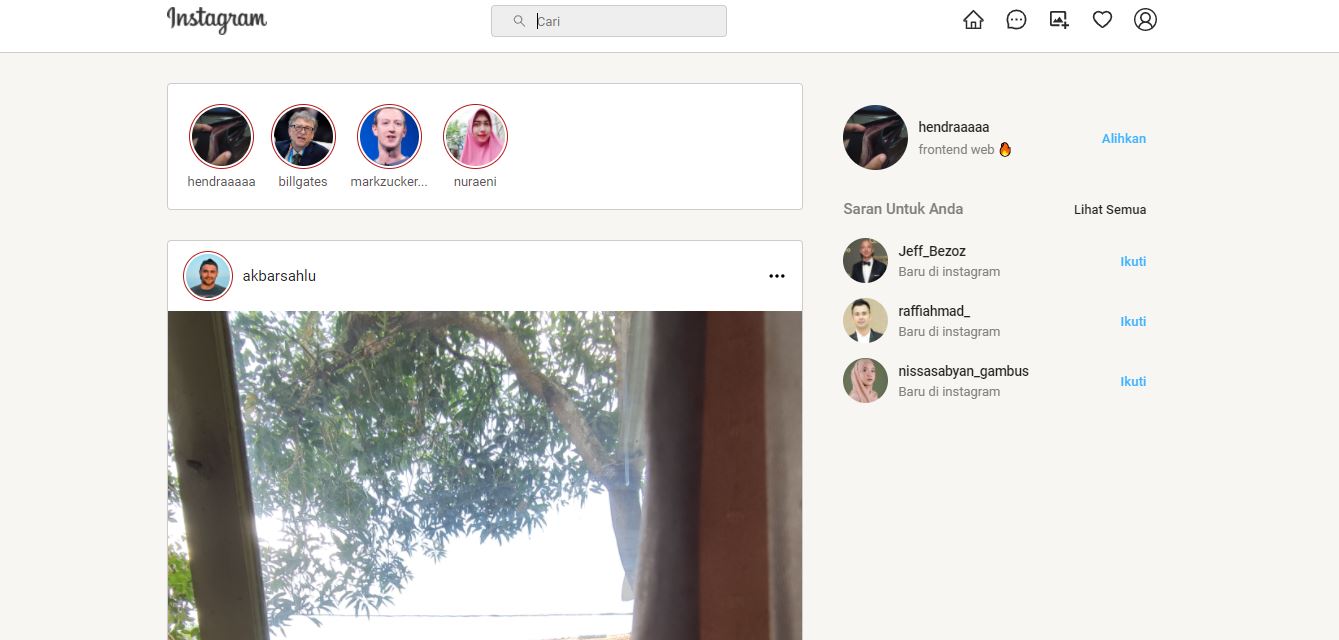 Instagram
Cari
hendraaaaa
billgates
markzucker...
nuraeni
akbarsahlu
hendraaaaa
frontend web 🔥
Alihkan
Saran Untuk Anda
Lihat Semua
Jeff_Bezoz
Baru di instagram
Ikuti
raffiahmad_
Baru di instagram
Ikuti
nissasabyan_gambus
Baru di instagram
Ikuti